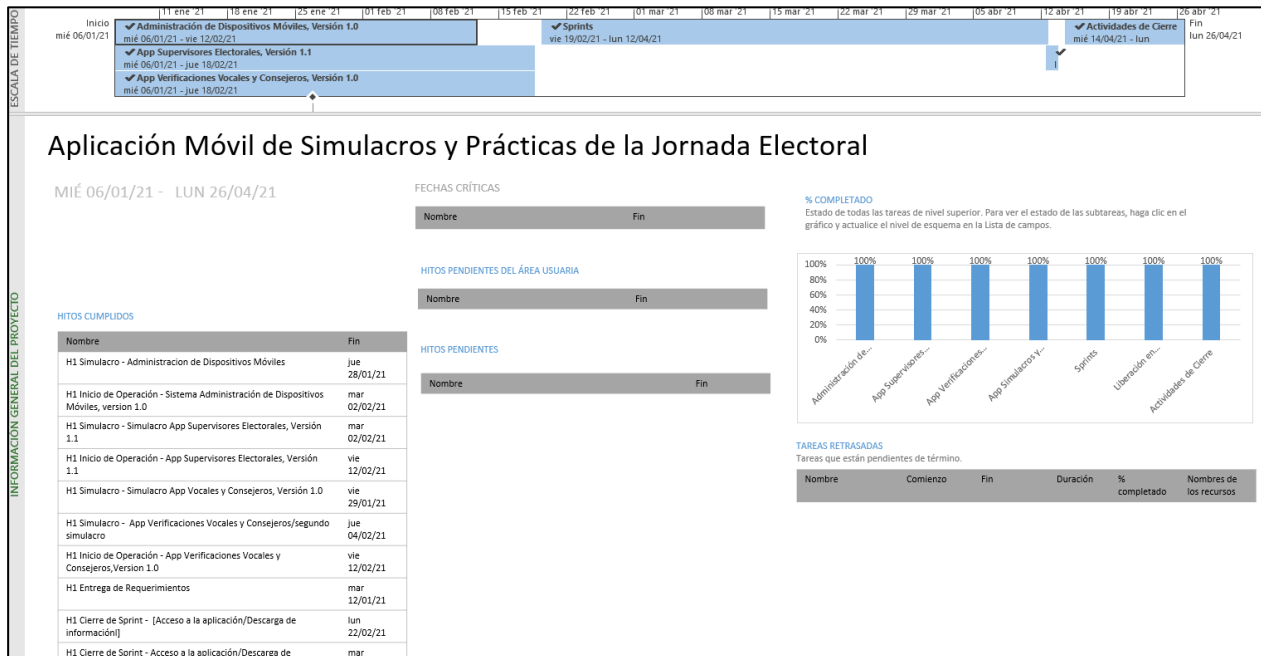 ESCALA DE TIEMPO
Inicio
mié 06/01/21
11 ene '21
18 ene '21
25 ene '21
01 feb '21
08 feb '21
15 feb '21
22 feb '21
01 mar '21
08 mar '21
15 mar '21
22 mar '21
29 mar '21
05 abr '21
12 abr '21
19 abr '21
26 abr '21
Administración de Dispositivos Móviles, Versión 1.0
mié 06/01/21 - vie 12/02/21
Sprints
vie 19/02/21 - lun 12/04/21
Actividades de Cierre
mié 14/04/21 - lun
Fin
lun 26/04/21
App Supervisores Electorales, Versión 1.1
mié 06/01/21 - jue 18/02/21
App Verificaciones Vocales y Consejeros, Versión 1.0
mié 06/01/21 - jue 18/02/21
INFORMACIÓN GENERAL DEL PROYECTO
Aplicación Móvil de Simulacros y Prácticas de la Jornada Electoral
MIÉ 06/01/21 - LUN 26/04/21
HITOS CUMPLIDOS
Nombre Fin
H1 Simulacro - Administracion de Dispositivos Móviles jue
28/01/21
H1 Inicio de Operación - Sistema Administración de Dispositivos mar
Móviles, version 1.0 02/02/21
H1 Simulacro - Simulacro App Supervisores Electorales, Versión mar
1.1 02/02/21
H1 Inicio de Operación - App Supervisores Electorales, Versión vie
1.1 12/02/21
H1 Simulacro - Simulacro App Vocales y Consejeros, Versión 1.0 vie
29/01/21
H1 Simulacro - App Verificaciones Vocales y Consejeros/segundo jue
simulacro 04/02/21
H1 Inicio de Operación - App Verificaciones Vocales y vie
Consejeros,Version 1.0 12/02/21
H1 Entrega de Requerimientos mar
12/01/21
H1 Cierre de Sprint - [Acceso a la aplicación/Descarga de lun
informaciónl] 22/02/21
H1 Cierre de Sprint - Acceso a la aplicación/Descarga de mar
FECHAS CRÍTICAS
Nombre Fin
HITOS PENDIENTES DEL ÁREA USUARIA
Nombre Fin
HITOS PENDIENTES
Nombre Fin
% COMPLETADO
Estado de todas las tareas de nivel superior. Para ver el estado de las subtareas, haga clic en el
gráfico y actualice el nivel de esquema en la Lista de campos.
100%
80%
60%
40%
20%
0%
100% 100% 100% 100% 100% 100% 100%
Administración de...
App Supervisores...
App Verificaciones...
App Simulacros y...
Sprints
Liberación en...
Actividades de Cierre
TAREAS RETRASADAS
Tareas que están pendientes de término.
Nombre Comienzo Fin Duración % Nombres de
completado los recursos